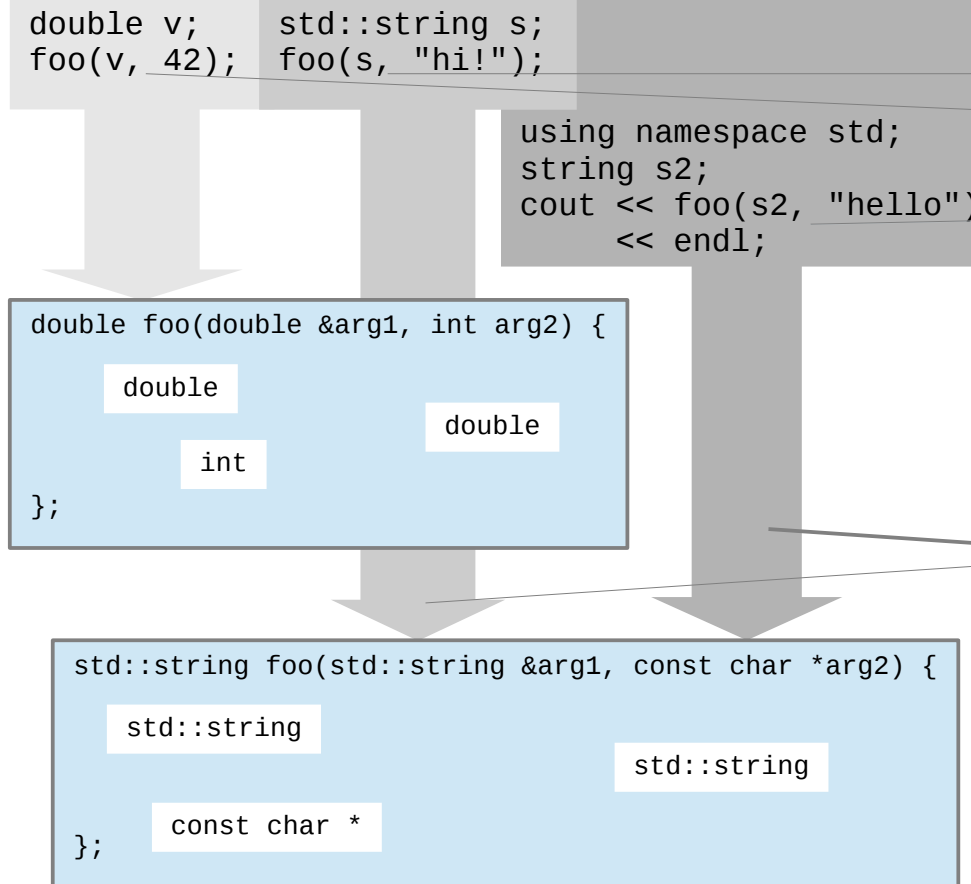 double v;
foo(v, 42);
std::string s;
foo(s, "hi!");
using namespace std;
string s2;
cout << foo(s2, "hello")
<< endl;
double foo(double &arg1, int arg2) {
double
double
int
};
std::string foo(std::string &arg1, const char *arg2) {
std::string
std::string
const char *
};